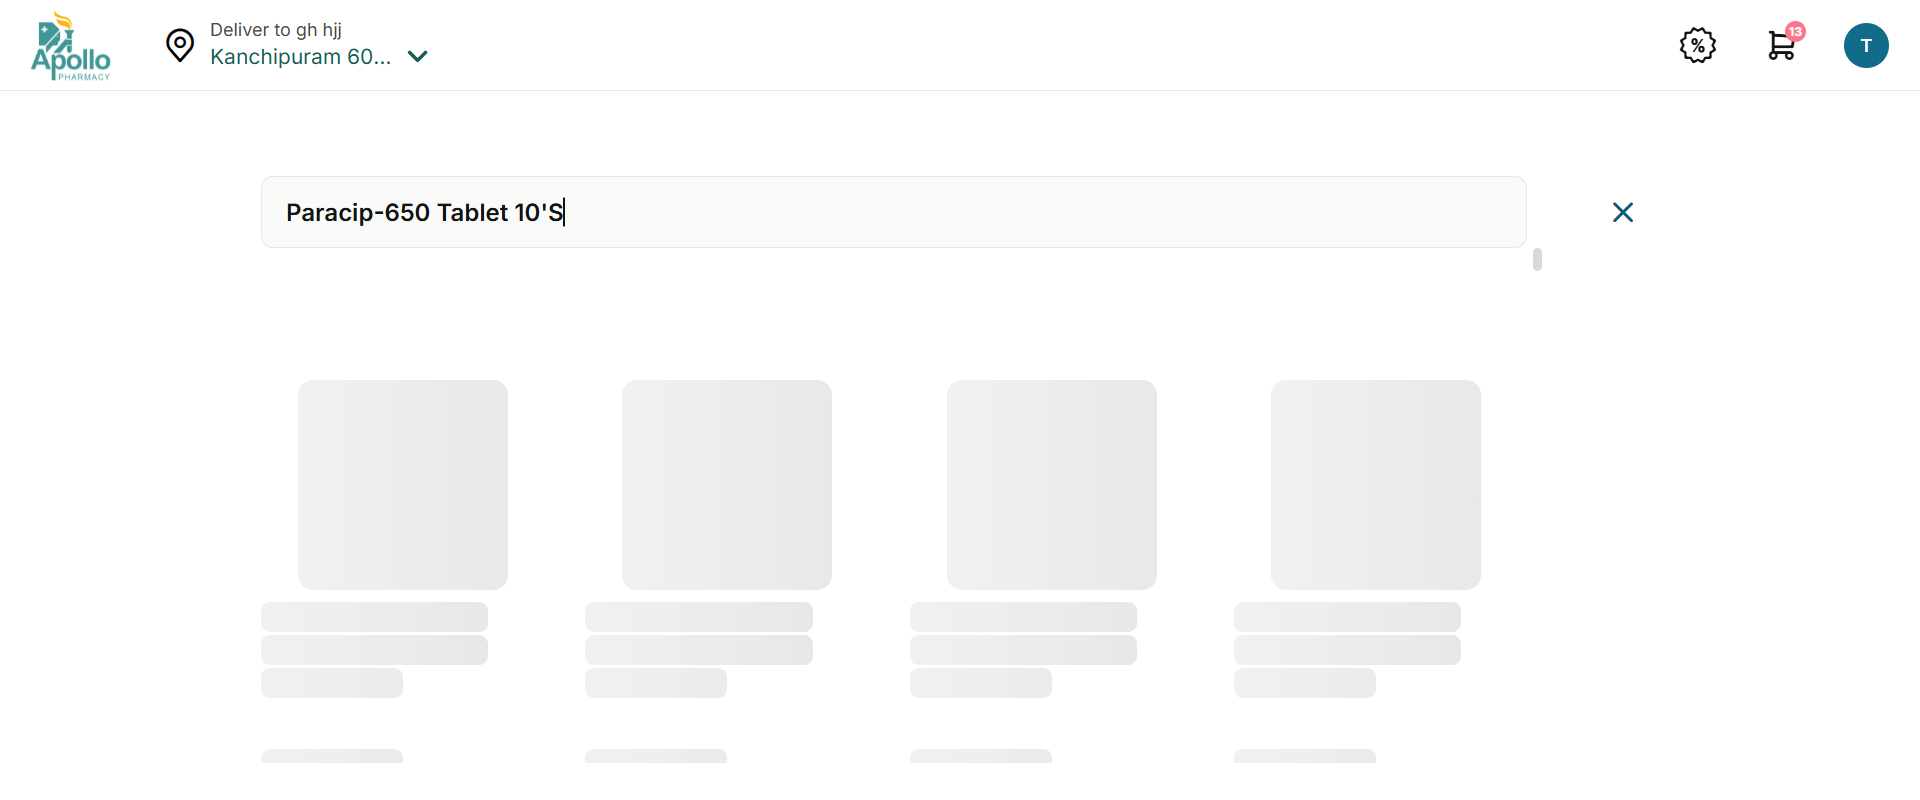 Apollo
PHARMACY
Deliver to gh hjj
Kanchipuram 60...
%
13
T
Paracip-650 Tablet 10'S